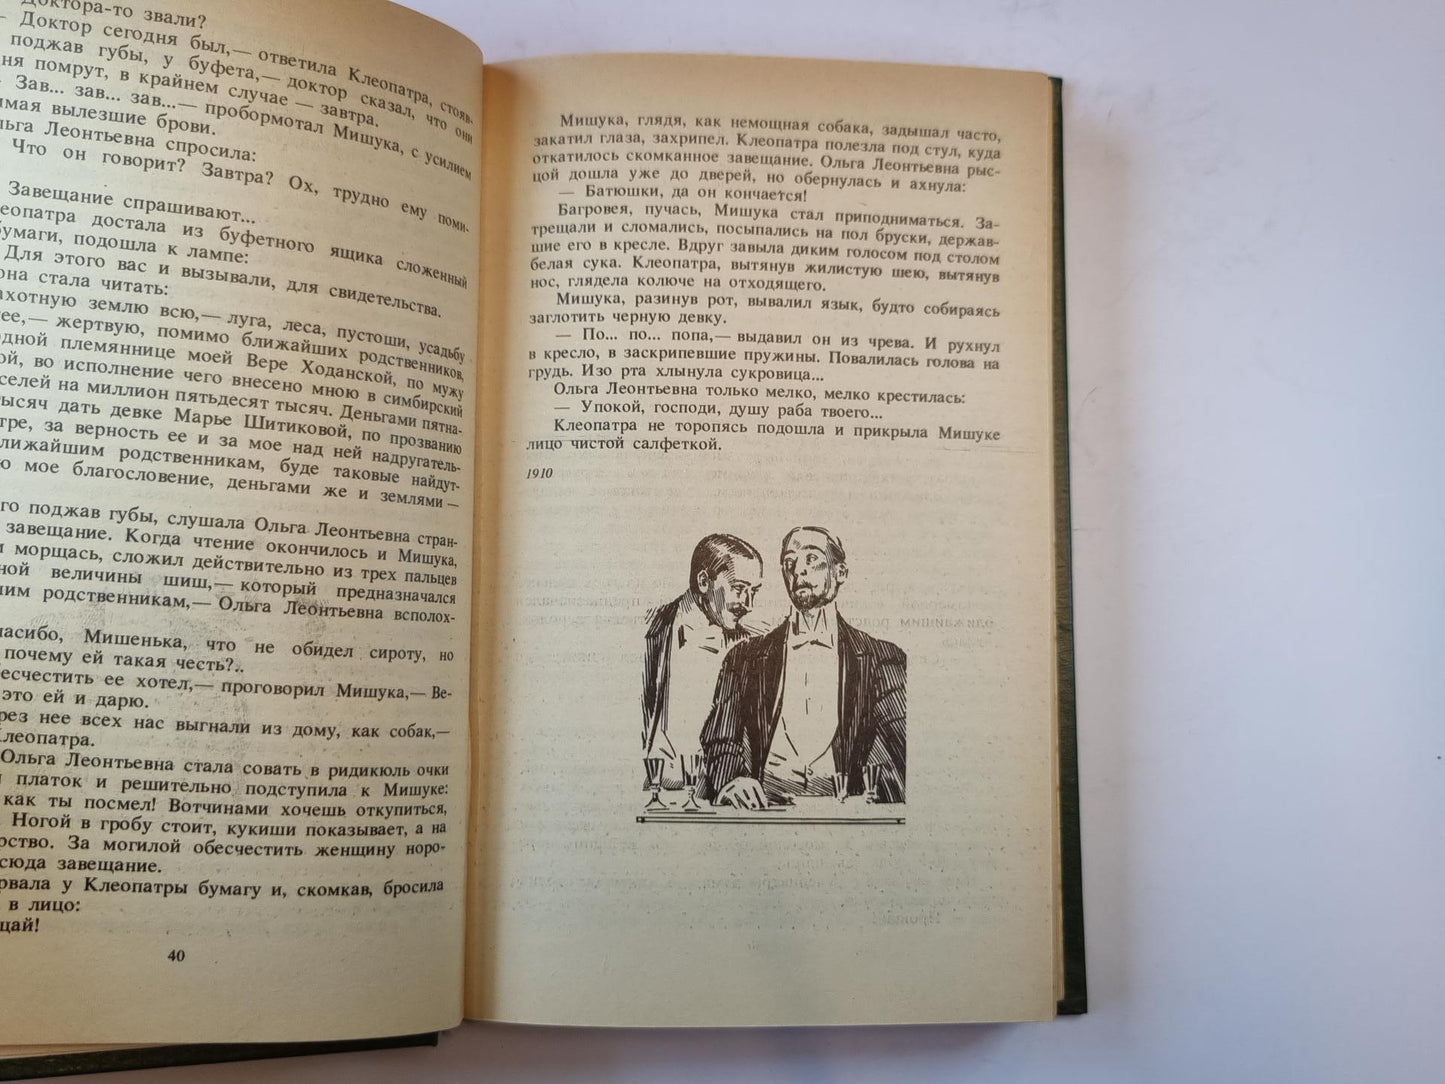 Доктора-то звали?
— Доктор сегодня был,— ответила Клеопатра, стояв-
поджав губы, у буфета,— доктор сказал, что они
помрут, в крайнем случае — завтра.
— Зав... зав... зав...— пробормотал Мишука, с усилием
вылезшие брови.
Леонтьевна спросила:
Что он говорит? Завтра? Ох, трудно ему поми-
Завещание спрашивают...
достала из буфетного ящика сложенный
бумаги, подошла к лампе:
Для этого вас и вызывали, для свидетельства.
она стала читать:
землю всю,— луга, леса, пустоши, усадьбу
жертвую, помимо ближайших родственников,
племяннице моей Вере Ходанской, по мужу
во исполнение чего внесено мною в симбирский
на миллион пятьдесят тысяч. Деньгами пятна-
дать девке Марье Шитиковой, по прозванию
за верность ее и за мое над ней надругатель-
родственникам, буде таковые найдут-
мое благословение, деньгами же и землями —
поджав губы, слушала Ольга Леонтьевна стран-
завещание. Когда чтение окончилось и Мишука,
морщась, сложил действительно из трех пальцев
величины шиш,— который предназначался
родственникам,— Ольга Леонтьевна всполох-
Мишенька, что не обидел сироту, но
почему ей такая честь?..
ее хотел,— проговорил Мишука,— Ве-
это ей и дарю.
нее всех нас выгнали из дому, как собак,—
Клеопатра.
Ольга Леонтьевна стала совать в ридикюль очки
платок и решительно подступила к Мишуке:
как ты посмел! Вотчинами хочешь откупиться,
Ногой в гробу стоит, кукиши показывает, а на
За могилой обесчестить женщину норо-
сюда завещание.
у Клеопатры бумагу и, скомкав, бросила
в лицо:
40
Мишука, глядя, как немощная собака, задышал часто,
закатил глаза, захрипел. Клеопатра полезла под стул, куда
откатилось скомканное завещание. Ольга Леонтьевна рыс-
цой дошла уже до дверей, но обернулась и ахнула:
— Батюшки, да он кончается!
Багровея, пучась, Мишука стал приподниматься. За-
трещали и сломались, посыпались на пол бруски, держав-
шие его в кресле. Вдруг завыла диким голосом под столом
белая сука. Клеопатра, вытянув жилистую шею, вытянув
нос, глядела колюче на отходящего.
Мишука, разинув рот, вывалил язык, будто собираясь
заглотить черную девку.
— По... по... попа,— выдавил он из чрева. И рухнул
в кресло, в заскрипевшие пружины. Повалилась голова на
грудь. Изо рта хлынула сукровица...
Ольга Леонтьевна только мелко, мелко крестилась:
— Упокой, господи, душу раба твоего...
Клеопатра не торопясь подошла и прикрыла Мишуке
лицо чистой салфеткой.
1910